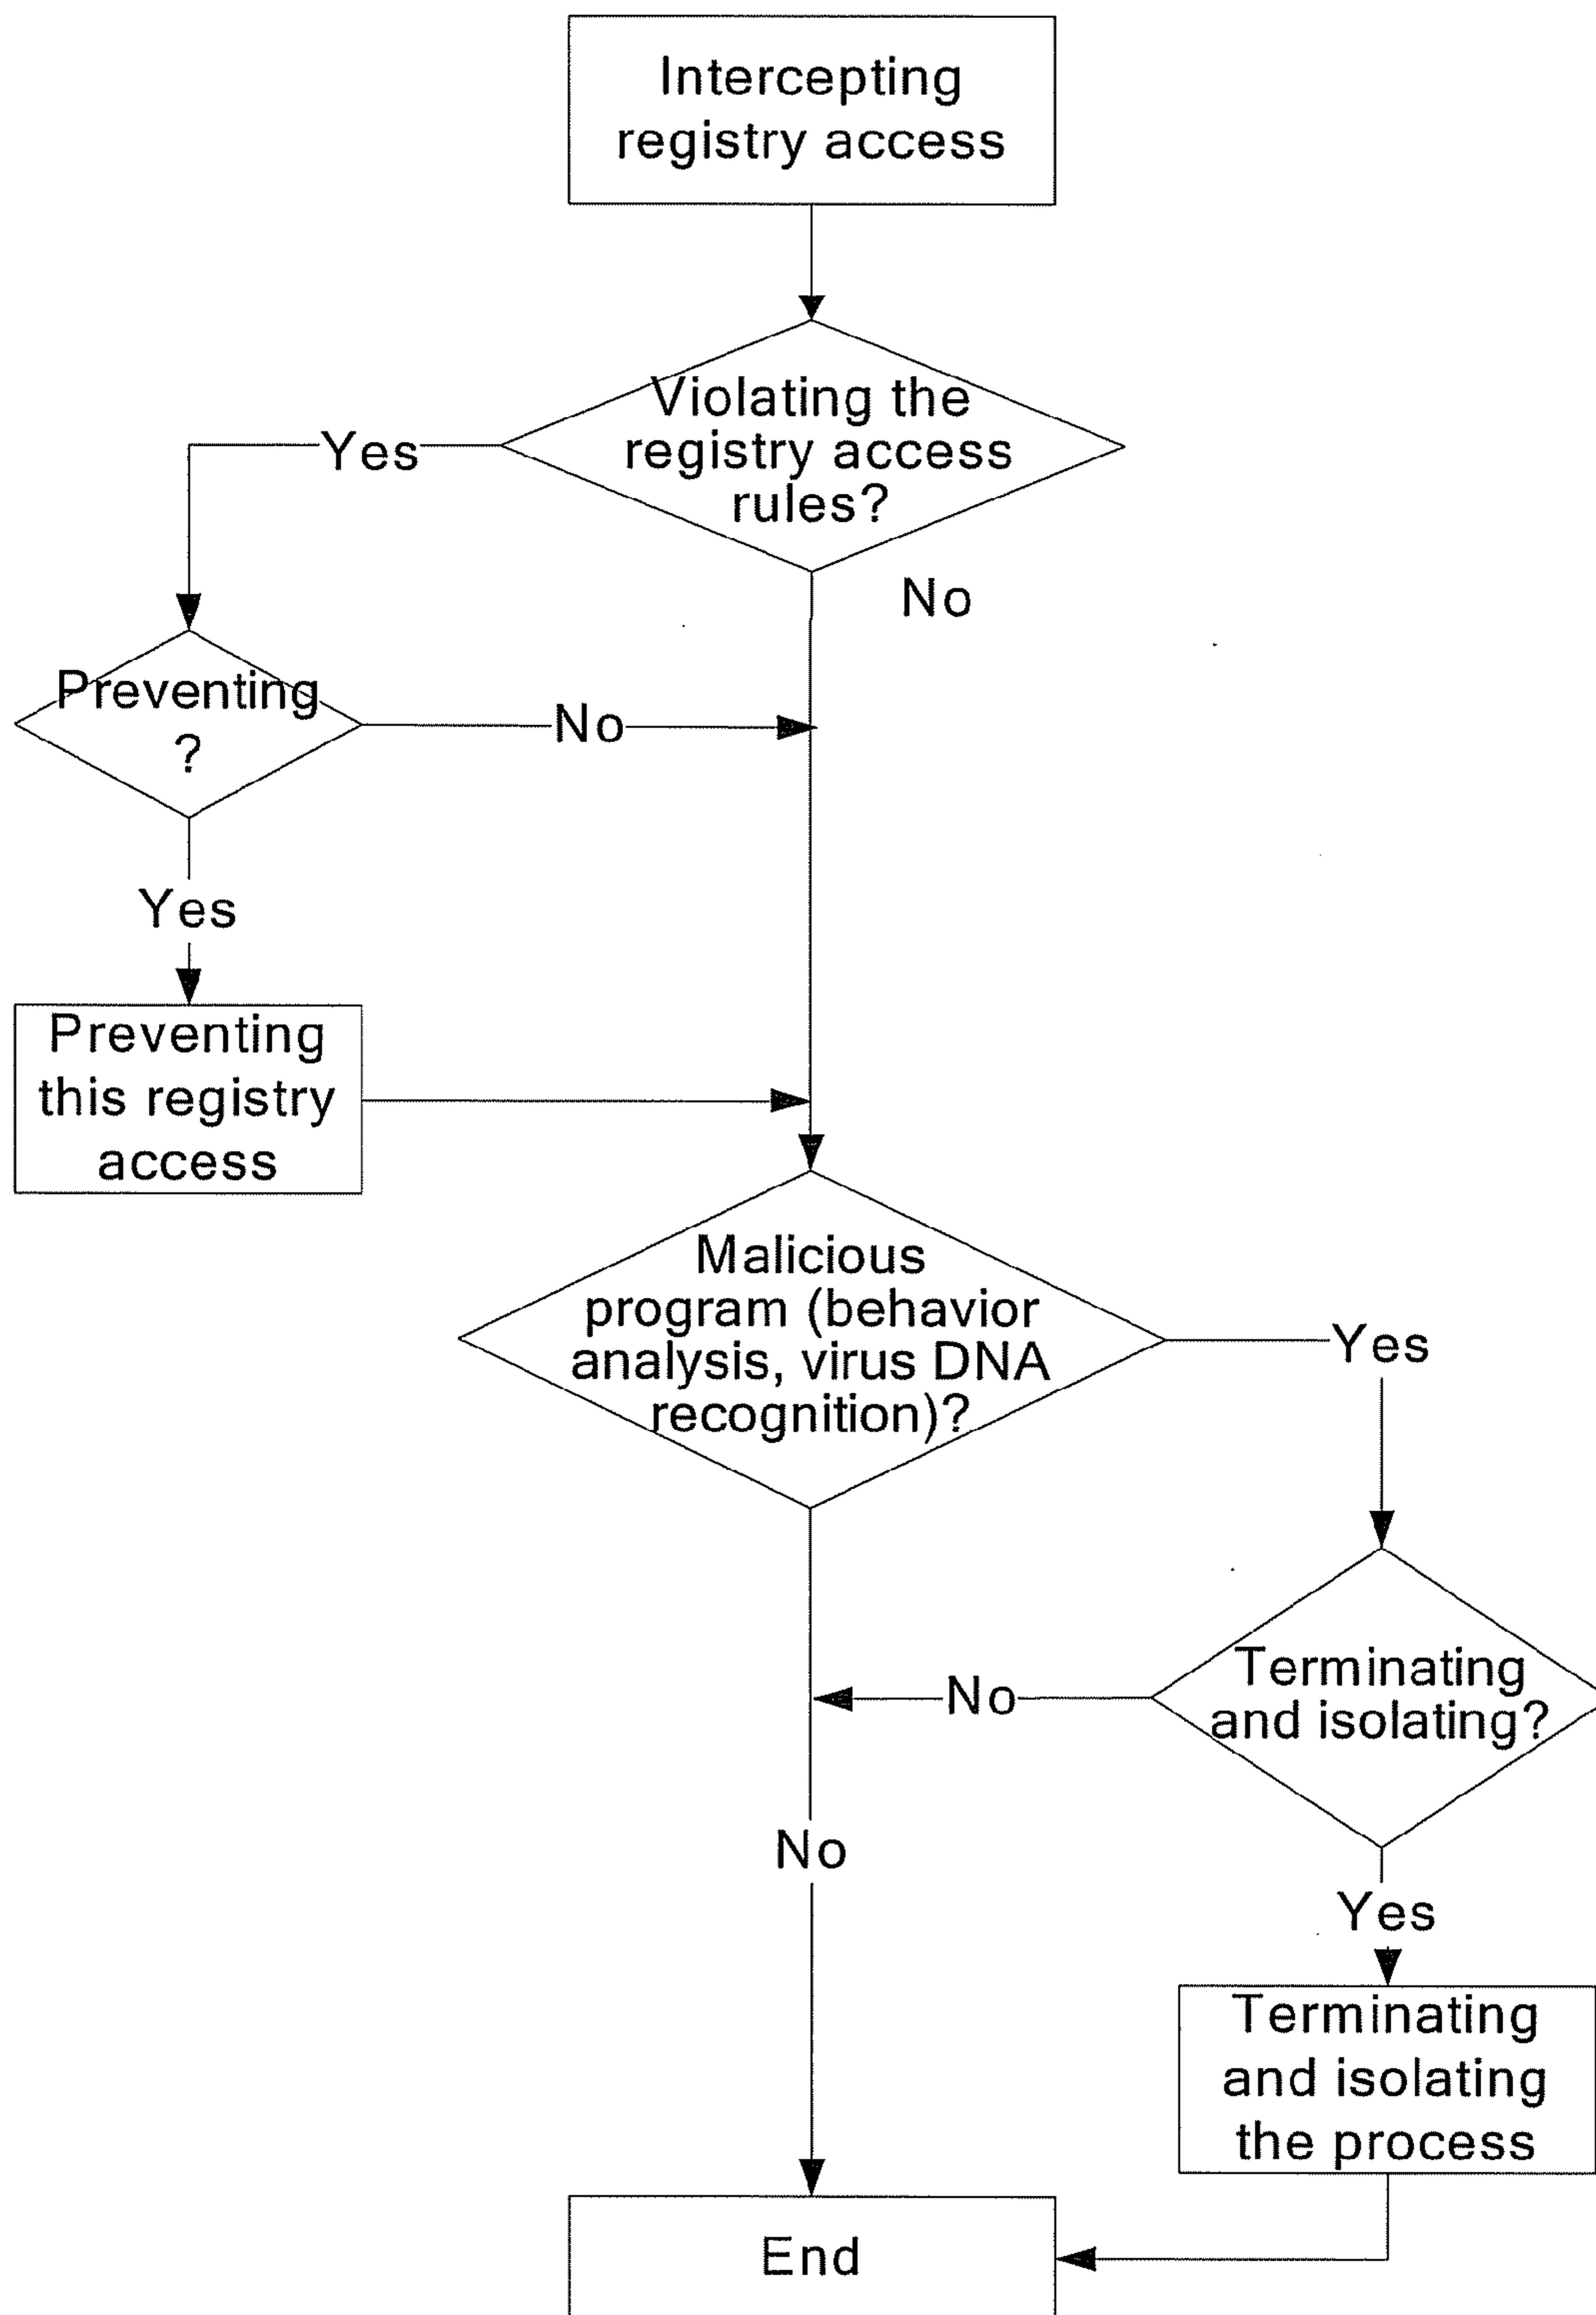 Intercepting
registry access
Violating the
registry access
rules?
Yes
No
Preventing
?
No
Yes
Preventing
this registry
access
Malicious
program (behavior
analysis, virus DNA
recognition)?
Yes
Terminating
and isolating?
No
No
Yes
Terminating
and isolating
the process
End